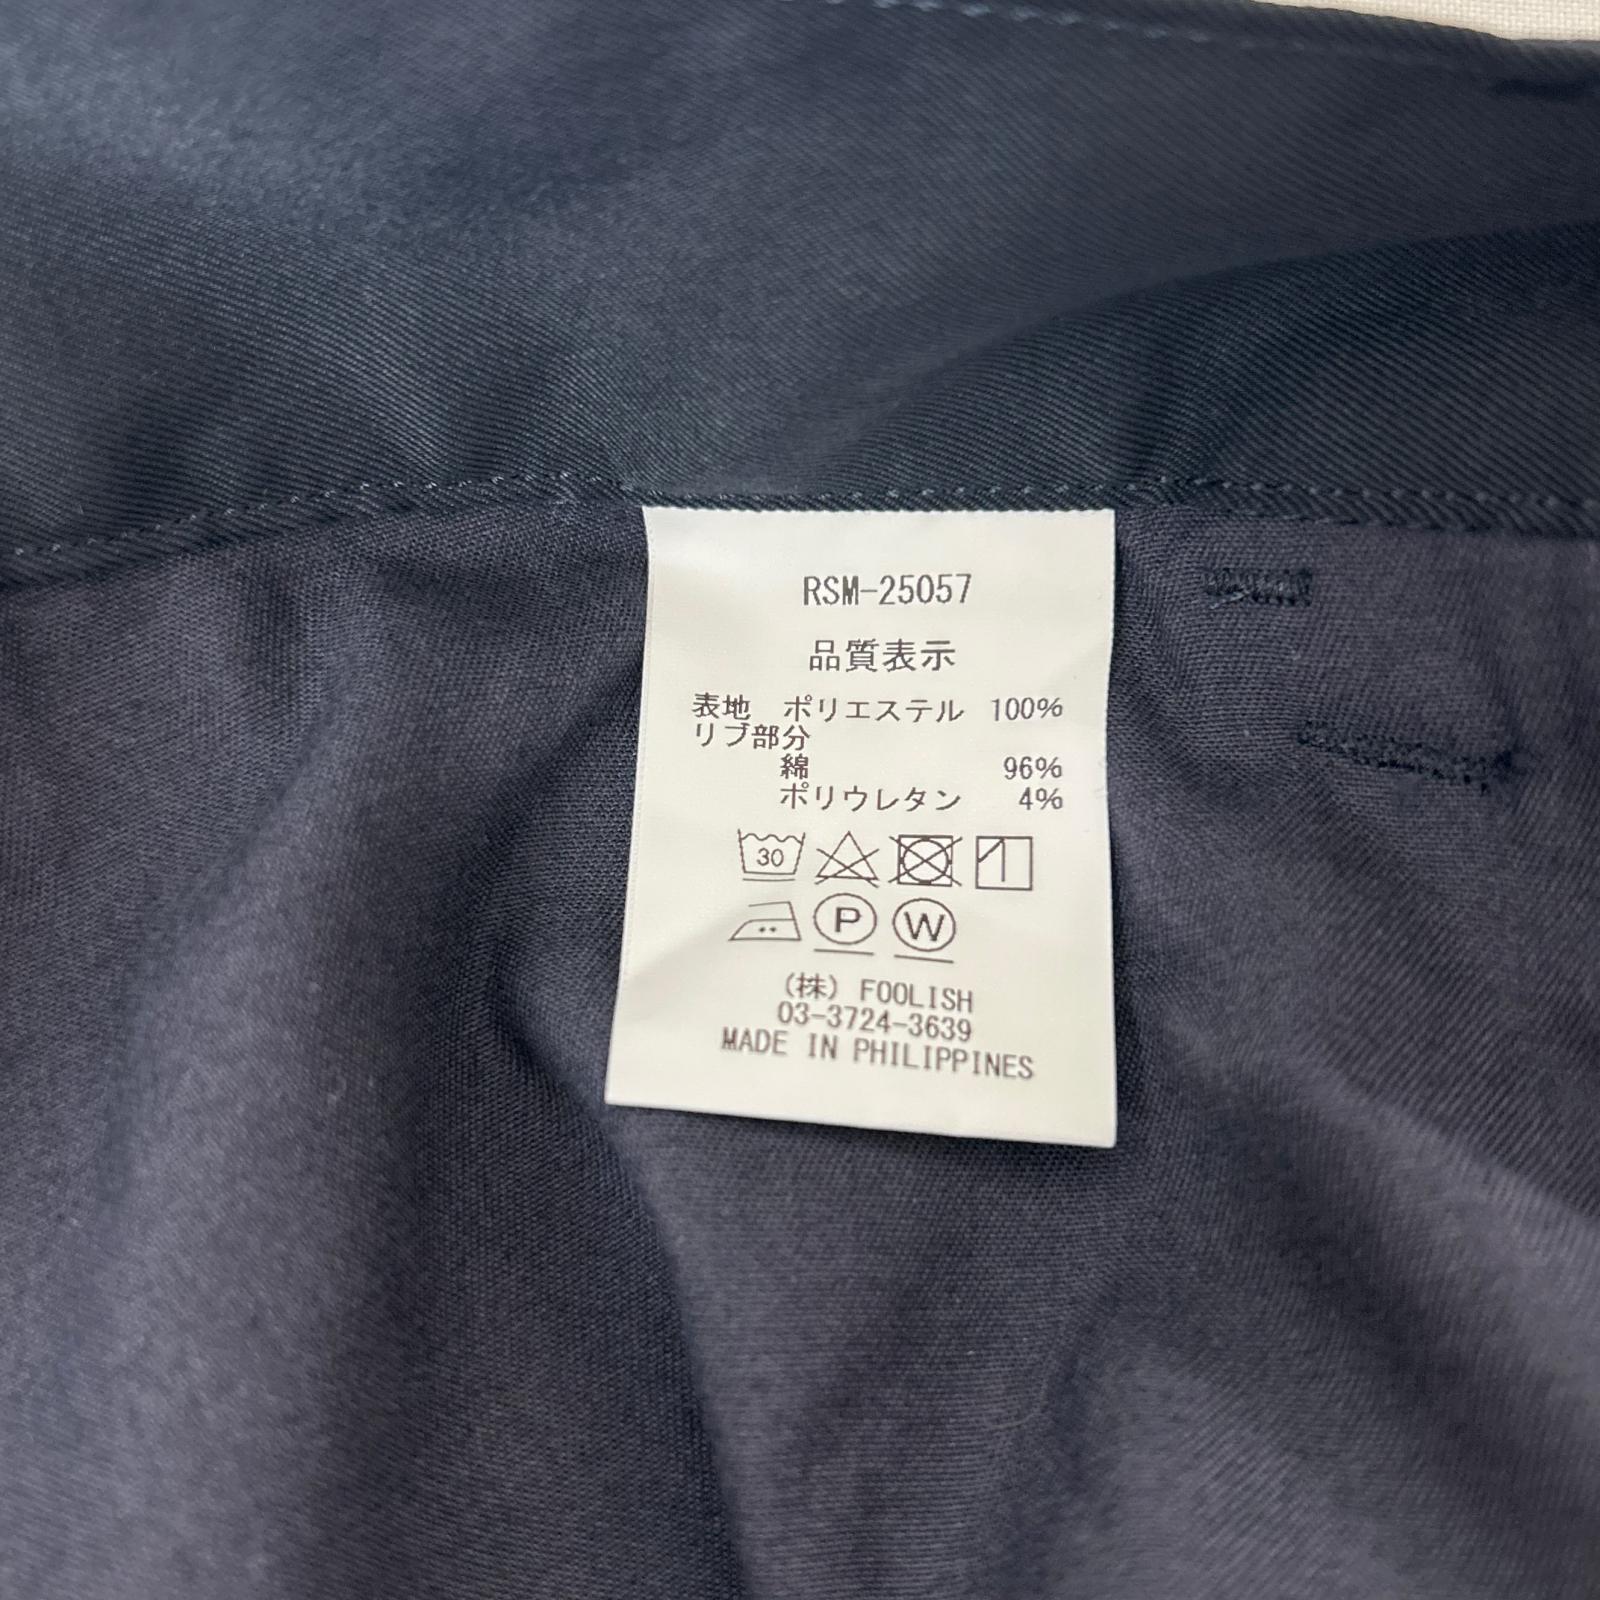 RSM-25057
品質表示
表地 ポリエステル 100%
リブ部分
綿 96%
ポリウレタン 4%
30
P W
(株) FOOLISH
03-3724-3639
MADE IN PHILIPPINES